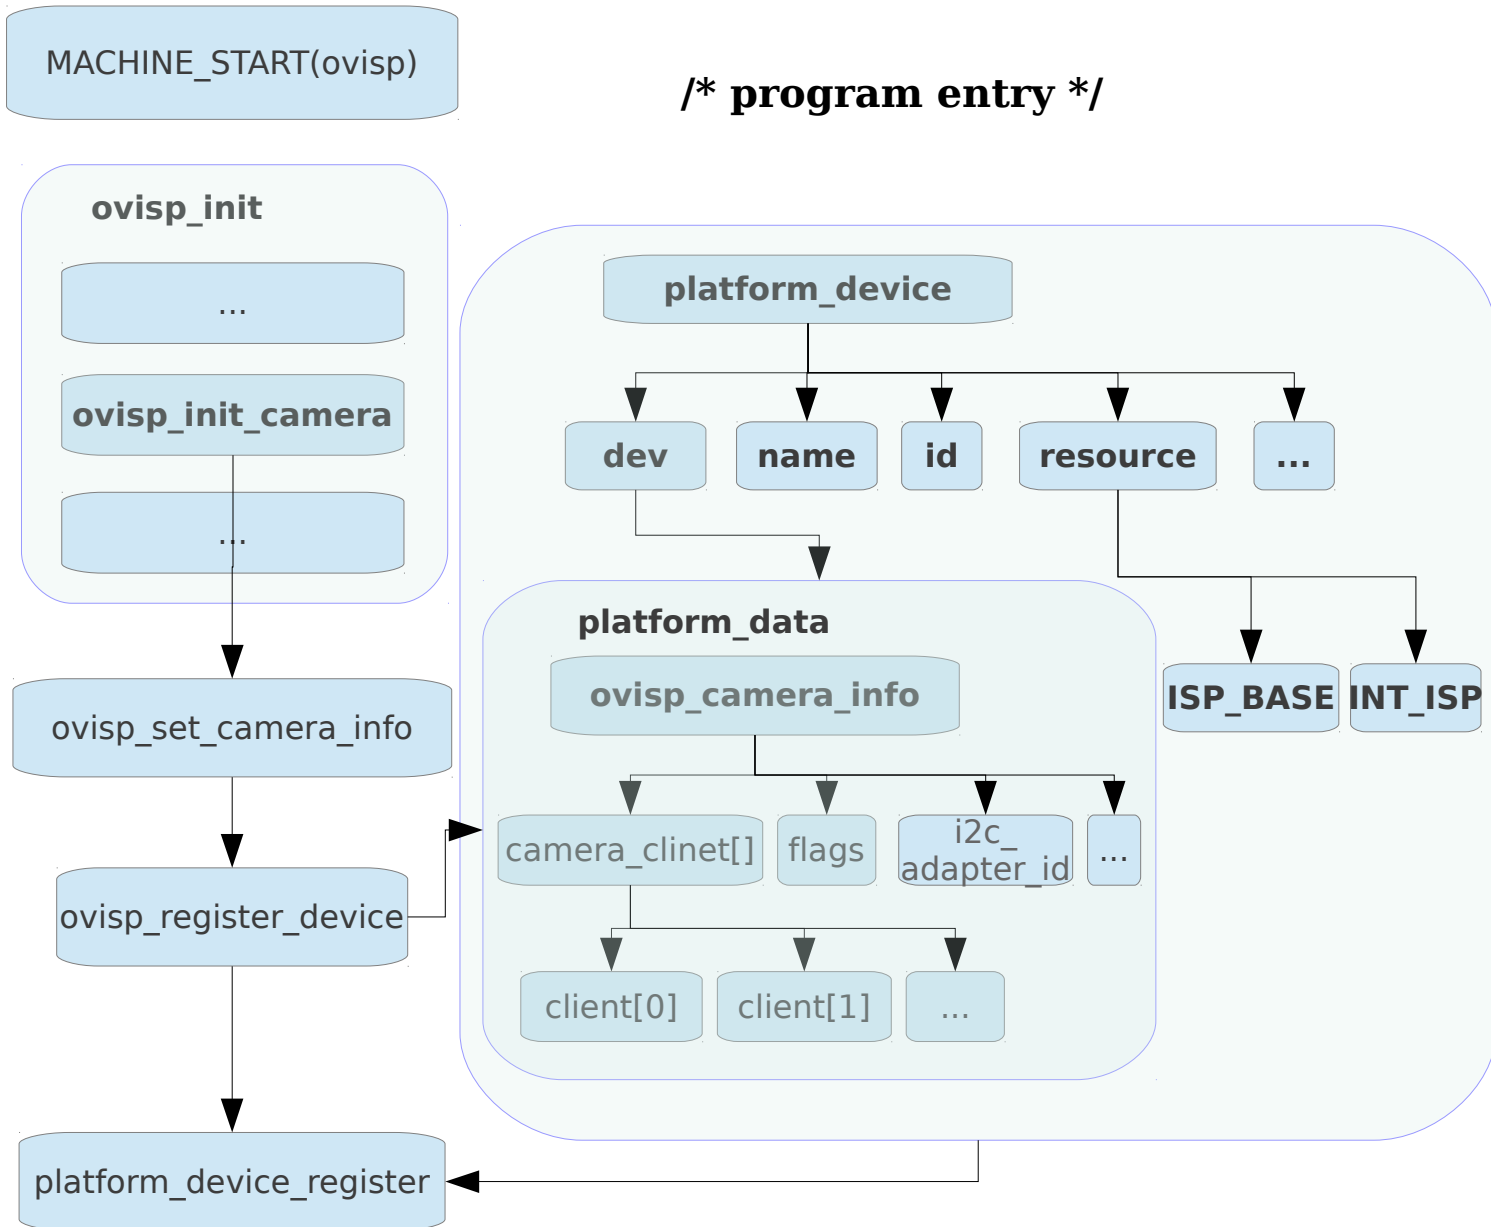 MACHINE_START(ovisp)
/* program entry */
ovisp_init
...
ovisp_init_camera
...
ovisp_set_camera_info
ovisp_register_device
platform_device_register
platform_device
dev
name
id
resource
...
platform_data
ovisp_camera_info
ISP_BASE
INT_ISP
camera_clinet[]
flags
i2c_
adapter_id
...
client[0]
client[1]
...